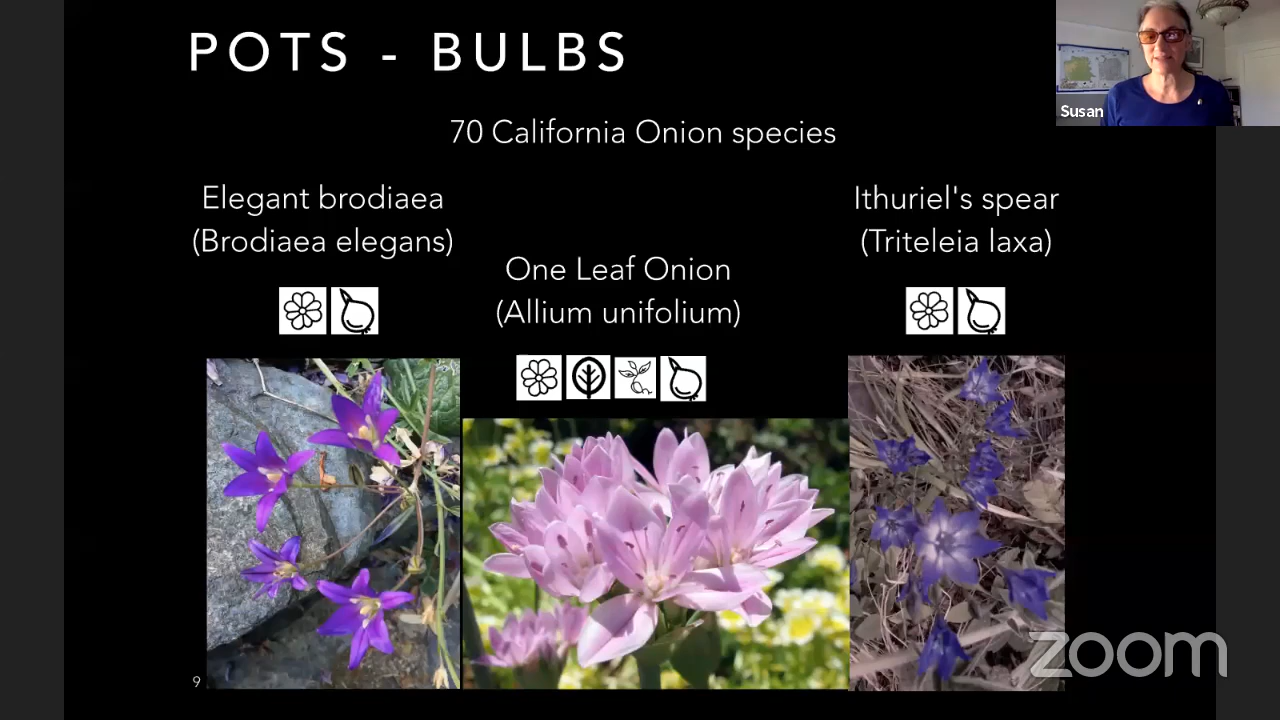 POTS - BULBS
Susan
70 California Onion species
Elegant brodiaea
(Brodiaea elegans)
One Leaf Onion
(Allium unifolium)
Ithuriel's spear
(Triteleia laxa)
9
zoom